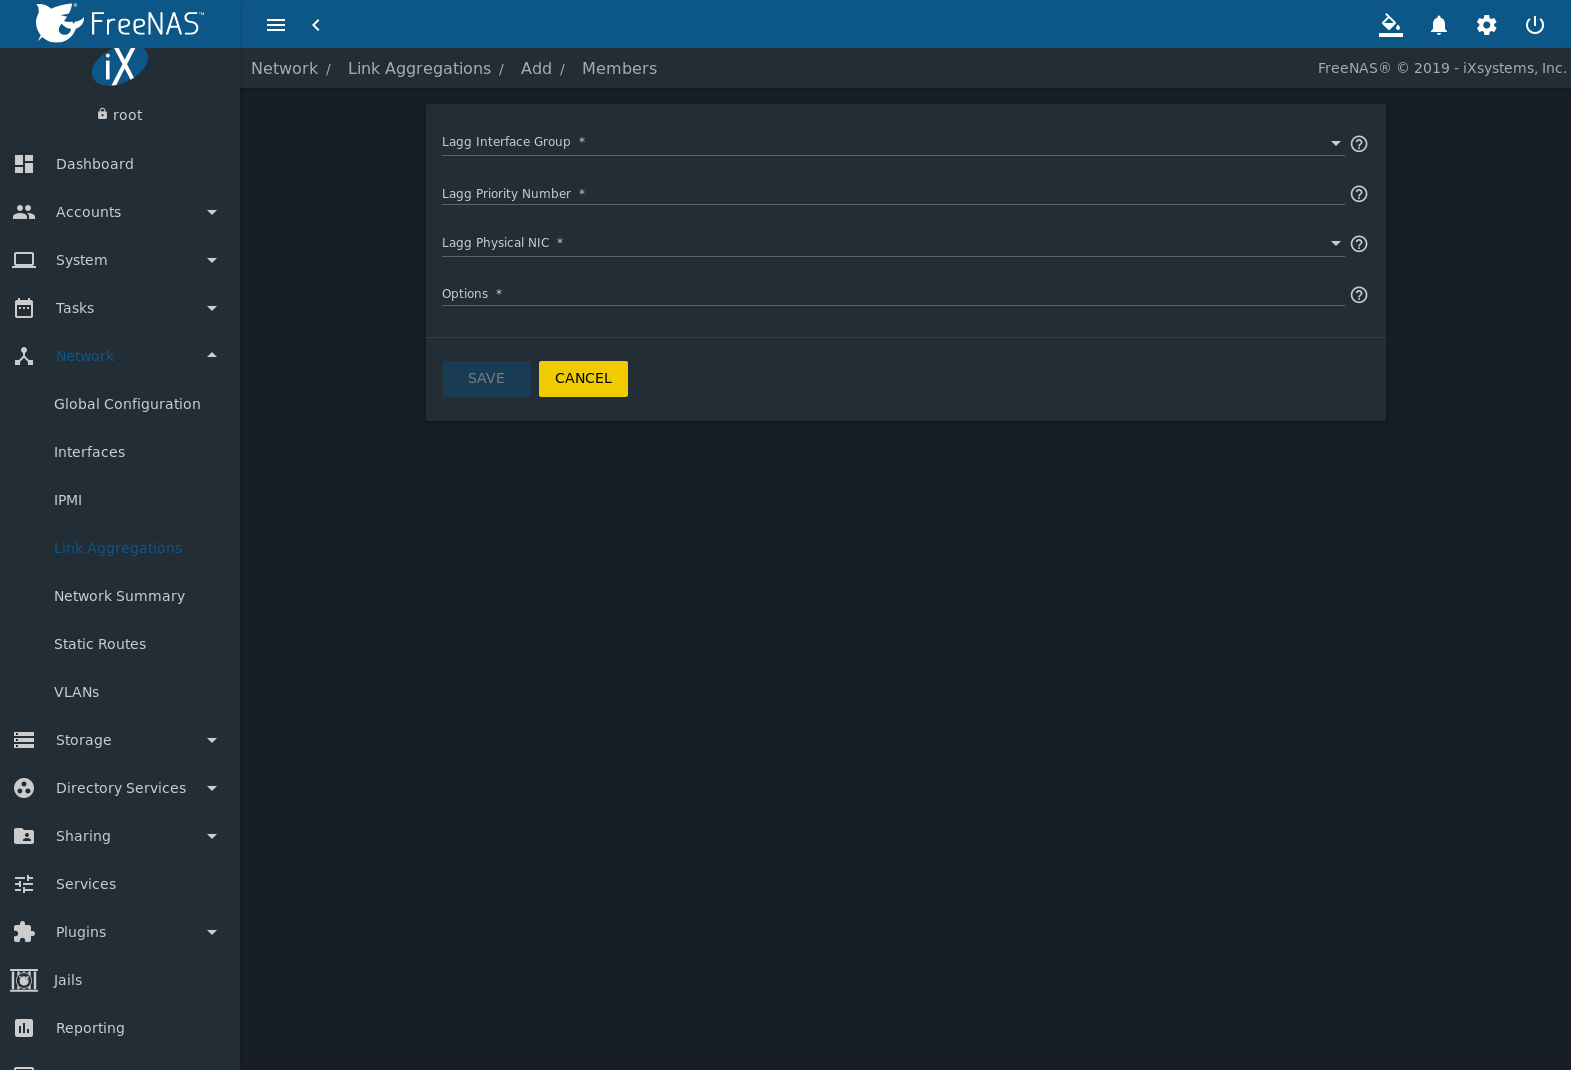 FreeNAS™
Network / Link Aggregations / Add / Members
FreeNAS® © 2019 - iXsystems, Inc.
iX
root
Dashboard
Accounts
System
Tasks
Network
Global Configuration
Interfaces
IPMI
Link Aggregations
Network Summary
Static Routes
VLANs
Storage
Directory Services
Sharing
Services
Plugins
Jails
Reporting
Lagg Interface Group *
Lagg Priority Number *
Lagg Physical NIC *
Options *
SAVE CANCEL